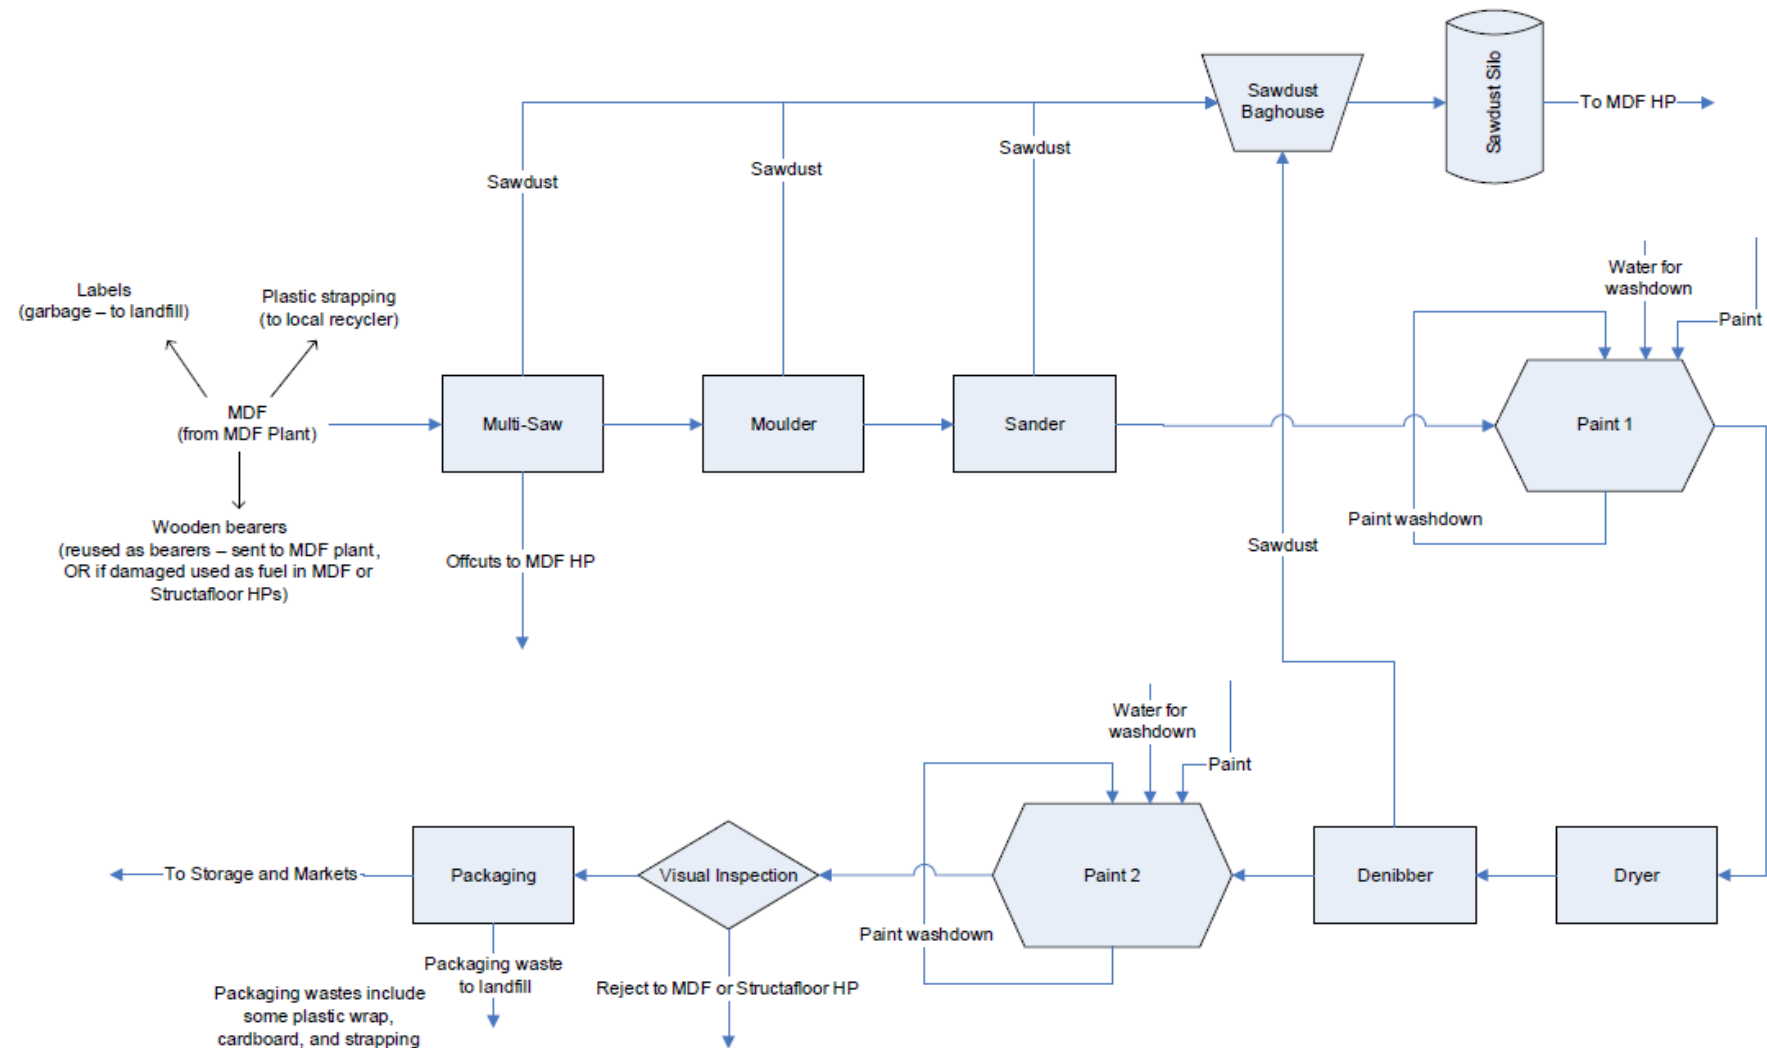 Sawdust
Baghouse
Sawdust Silo
To MDF HP
Sawdust
Sawdust
Sawdust
Labels
(garbage – to landfill)
Plastic strapping
(to local recycler)
Water for
washdown
Paint
MDF
(from MDF Plant)
Multi-Saw
Moulder
Sander
Paint 1
Wooden bearers
(reused as bearers – sent to MDF plant,
OR if damaged used as fuel in MDF or
Structafloor HPs)
Offcuts to MDF HP
Paint washdown
Sawdust
Water for
washdown
Paint
To Storage and Markets
Packaging
Visual Inspection
Paint 2
Denibber
Dryer
Paint washdown
Packaging waste
to landfill
Reject to MDF or Structafloor HP
Packaging wastes include
some plastic wrap,
cardboard, and strapping